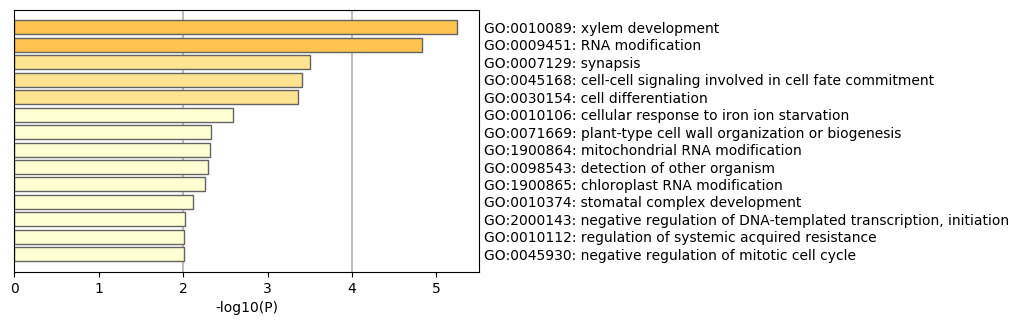 GO:0010089: xylem development
GO:0009451: RNA modification
GO:0007129: synapsis
GO:0045168: cell-cell signaling involved in cell fate commitment
GO:0030154: cell differentiation
GO:0010106: cellular response to iron ion starvation
GO:0071669: plant-type cell wall organization or biogenesis
GO:1900864: mitochondrial RNA modification
GO:0098543: detection of other organism
GO:1900865: chloroplast RNA modification
GO:0010374: stomatal complex development
GO:2000143: negative regulation of DNA-templated transcription, initiation
GO:0010112: regulation of systemic acquired resistance
GO:0045930: negative regulation of mitotic cell cycle
0 1 2 3 4 5
-log10(P)